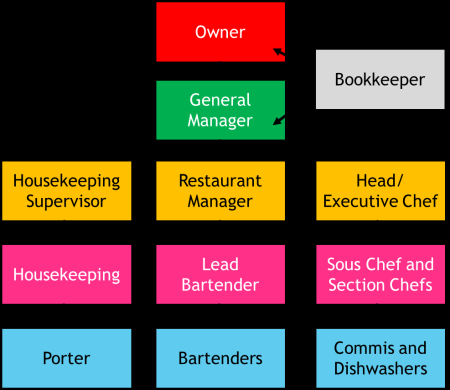 Owner
Bookkeeper
General
Manager
Housekeeping
Supervisor
Restaurant
Manager
Head/
Executive Chef
Housekeeping
Lead
Bartender
Sous Chef and
Section Chefs
Porter
Bartenders
Commis and
Dishwashers